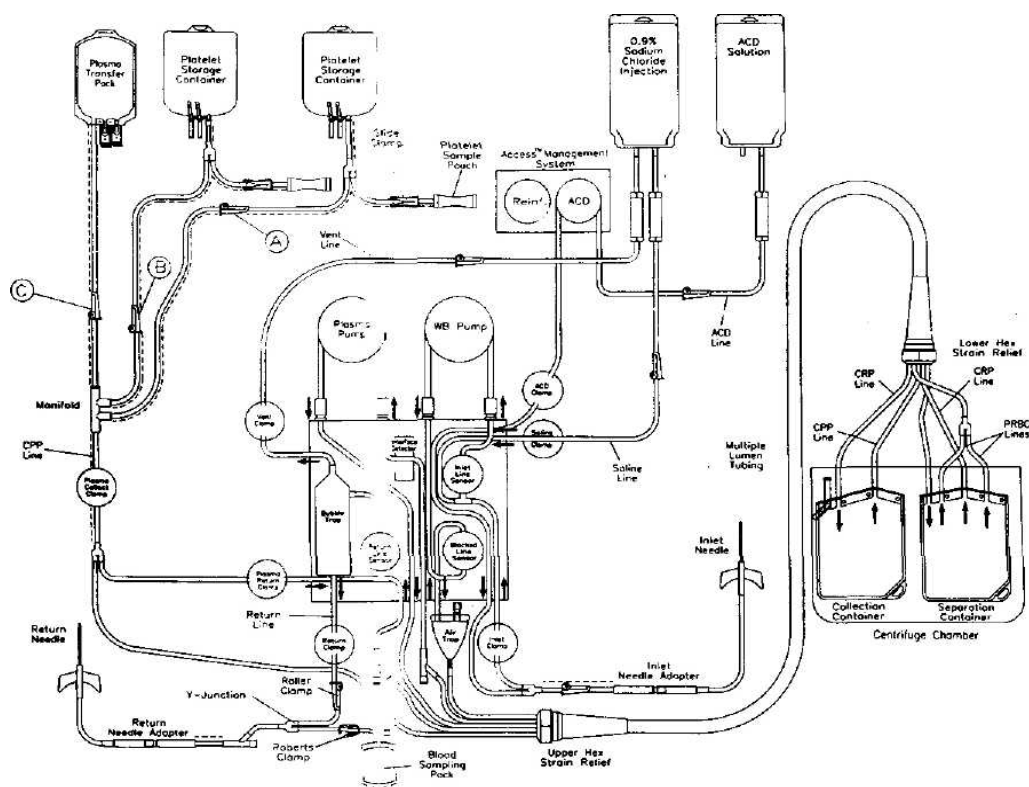 Plasma
Transfer
Pack
Platelet
Storage
Container
Platelet
Storage
Container
0.9%
Sodium
Chloride
Injection
ACD
Solution
Slide
Clamp
Platelet
Sample
Pouch
Access™ Management
System
Reinf.
ACD
A
Vent
Line
B
C
Plasma
Pump
WB Pump
ACD
Line
Lower Hex
Strain Relief
CRP
Line
CRP
Line
ACD
Clamp
Manifold
Vent
Clamp
Saline
Clamp
CPP
Line
PRBC
Lines
CPP
Line
Interface
Detector
Multiple
Lumen
Tubing
Saline
Line
Inlet
Line
Sensor
Plasma
Collect
Clamp
Bubble
Trap
Return
Line
Sensor
Blocked
Line
Sensor
Inlet
Needle
Plasma
Return
Clamp
Collection
Container
Separation
Container
Return
Line
Centrifuge Chamber
Return
Needle
Return
Clamp
Air
Trap
Inlet
Clamp
Roller
Clamp
Inlet
Needle Adapter
Y-Junction
Return
Needle Adapter
Roberts
Clamp
Blood
Sampling
Pack
Upper Hex
Strain Relief